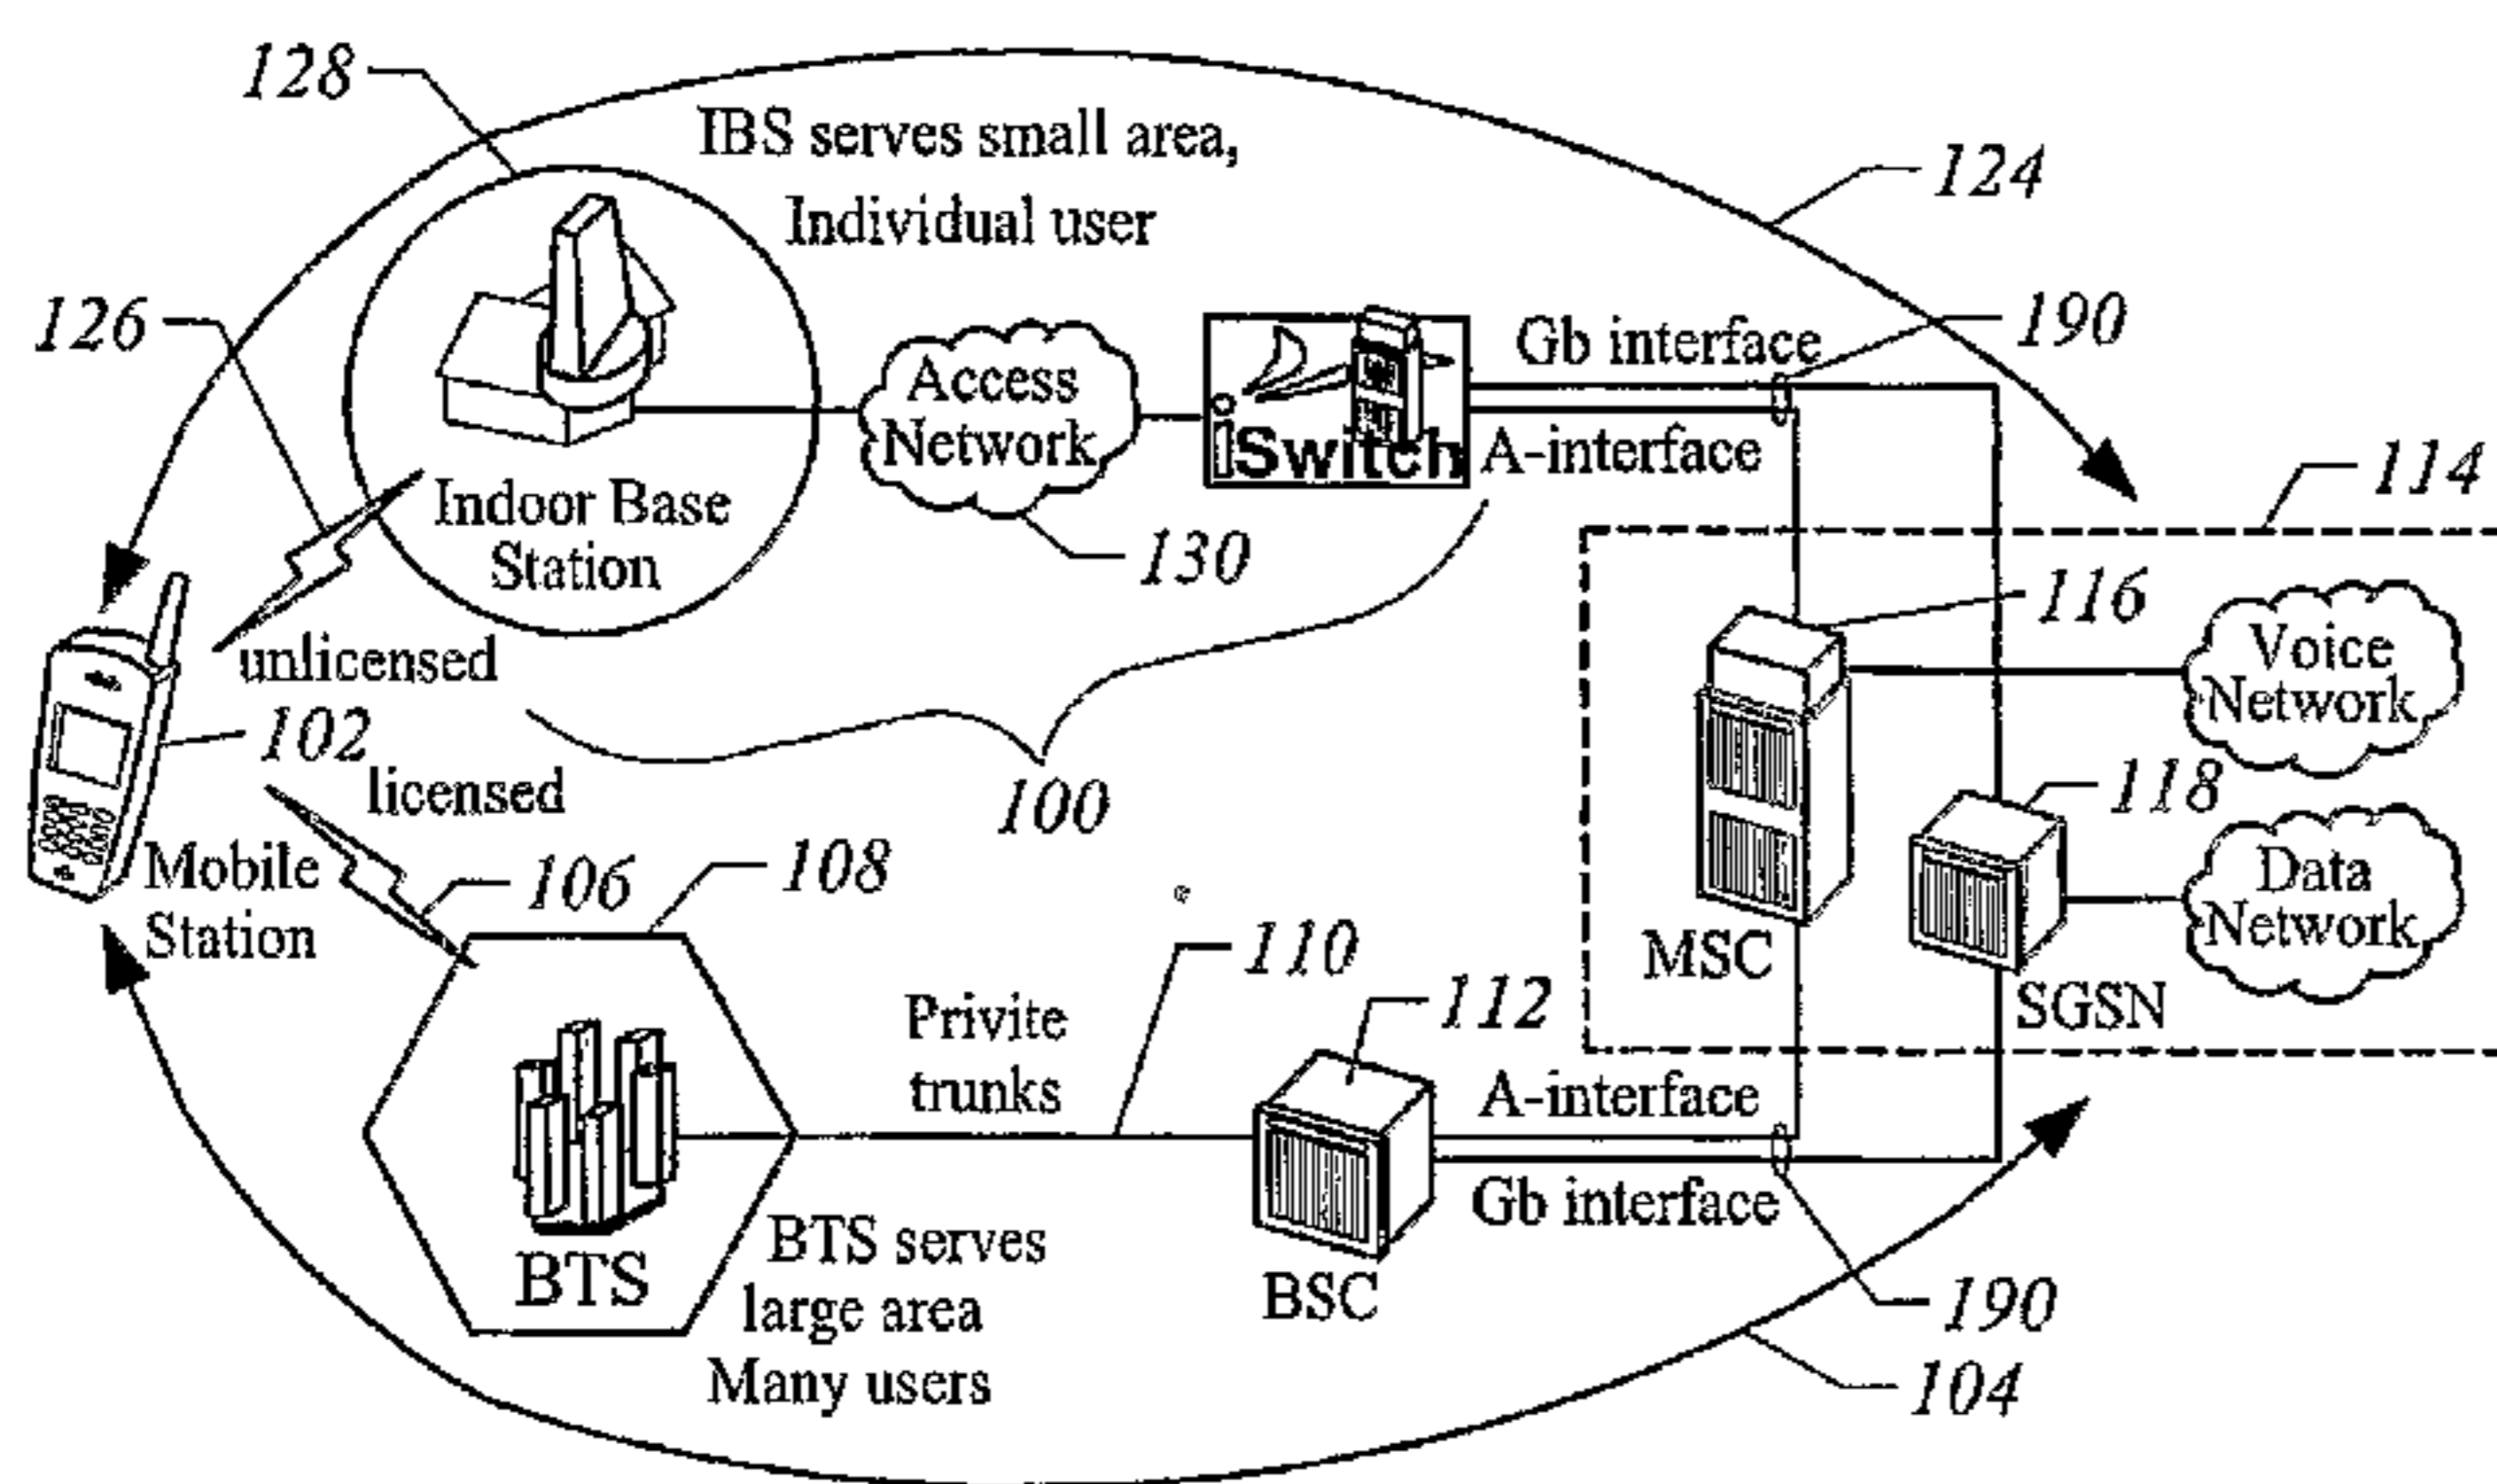 128
IBS serves small area,
Individual user
124
126
190
Gb interface
Access
Network
iSwitch
A-interface
114
Indoor Base
Station
130
116
unlicensed
Voice
Network
102
licensed
100
118
108
Mobile
Station
106
Data
Network
110
MSC
112
SGSN
Privite
trunks
A-interface
Gb interface
BTS
BTS serves
large area
Many users
BSC
190
104